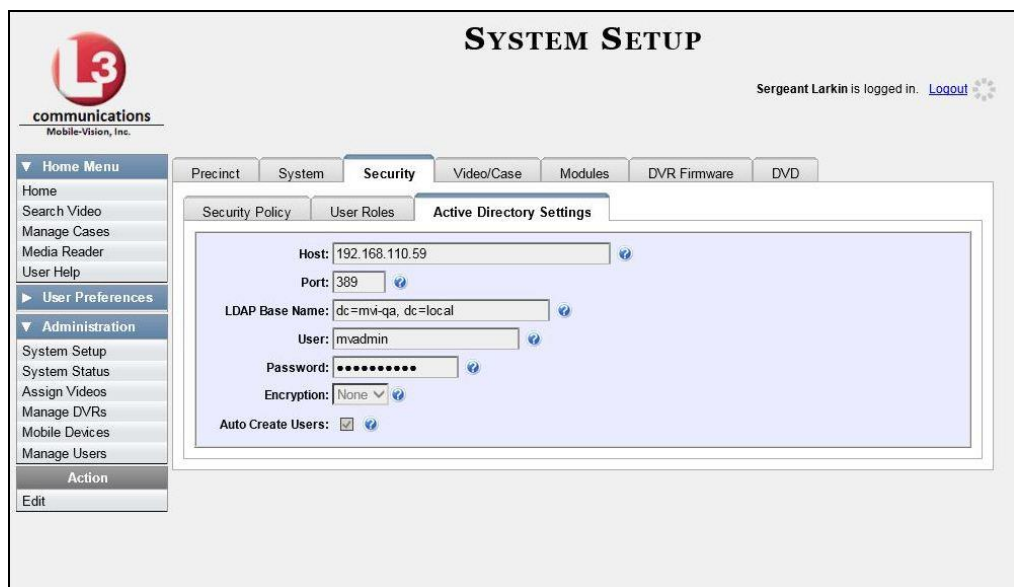 SYSTEM SETUP
L3
communications
Mobile-Vision, Inc.
Sergeant Larkin is logged in. Logout
Home Menu
Home
Search Video
Manage Cases
Media Reader
User Help
User Preferences
Administration
System Setup
System Status
Assign Videos
Manage DVRs
Mobile Devices
Manage Users
Action
Edit
Precinct System Security Video/Case Modules DVR Firmware DVD
Security Policy User Roles Active Directory Settings
Host: 192.168.110.59
Port: 389
LDAP Base Name: dc=mvi-qa, dc=local
User: mvadmin
Password: ●●●●●●●●●●
Encryption: None
Auto Create Users: